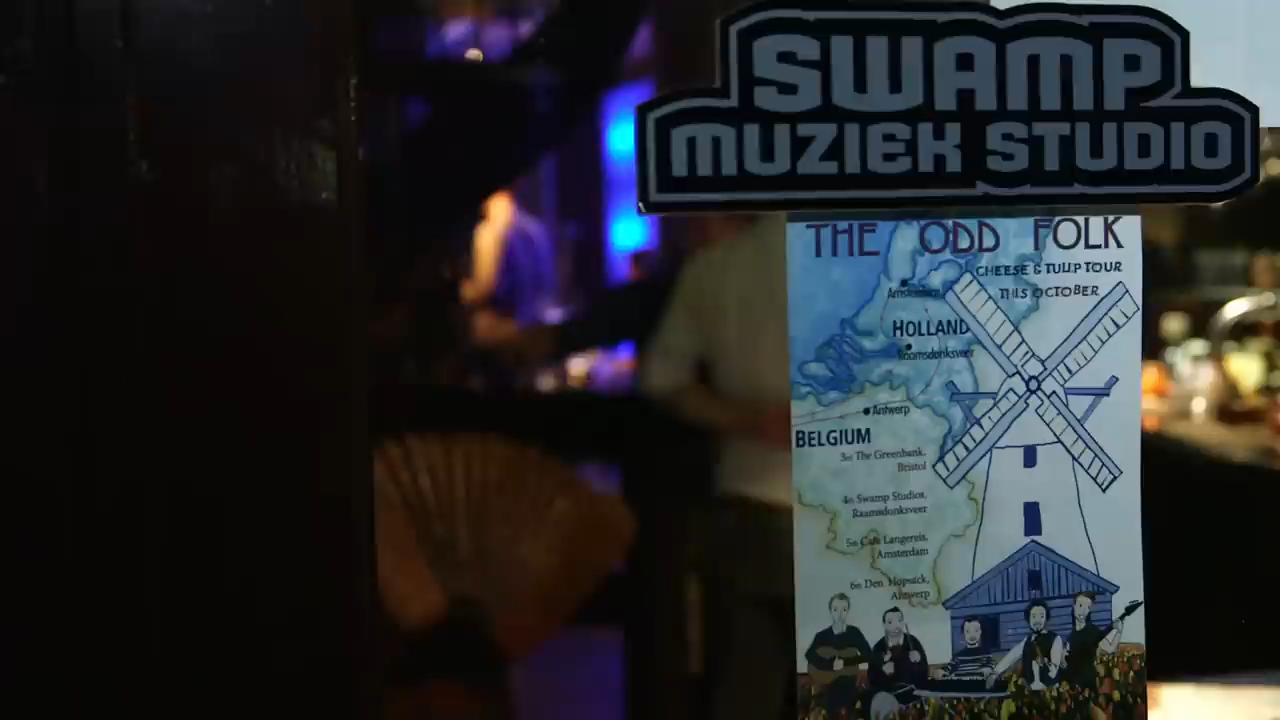 SWAMP
MUZIEK STUDIO
THE ODD FOLK
CHEESE & TULIP TOUR
THIS OCTOBER
Amsterdam
HOLLAND
Raamsdonksveer
Antwerp
BELGIUM
3rd The Greenbank,
Bristol
4th Swamp Studios,
Raamsdonksveer
5th Café Langereis,
Amsterdam
6th Den Hopsack,
Antwerp